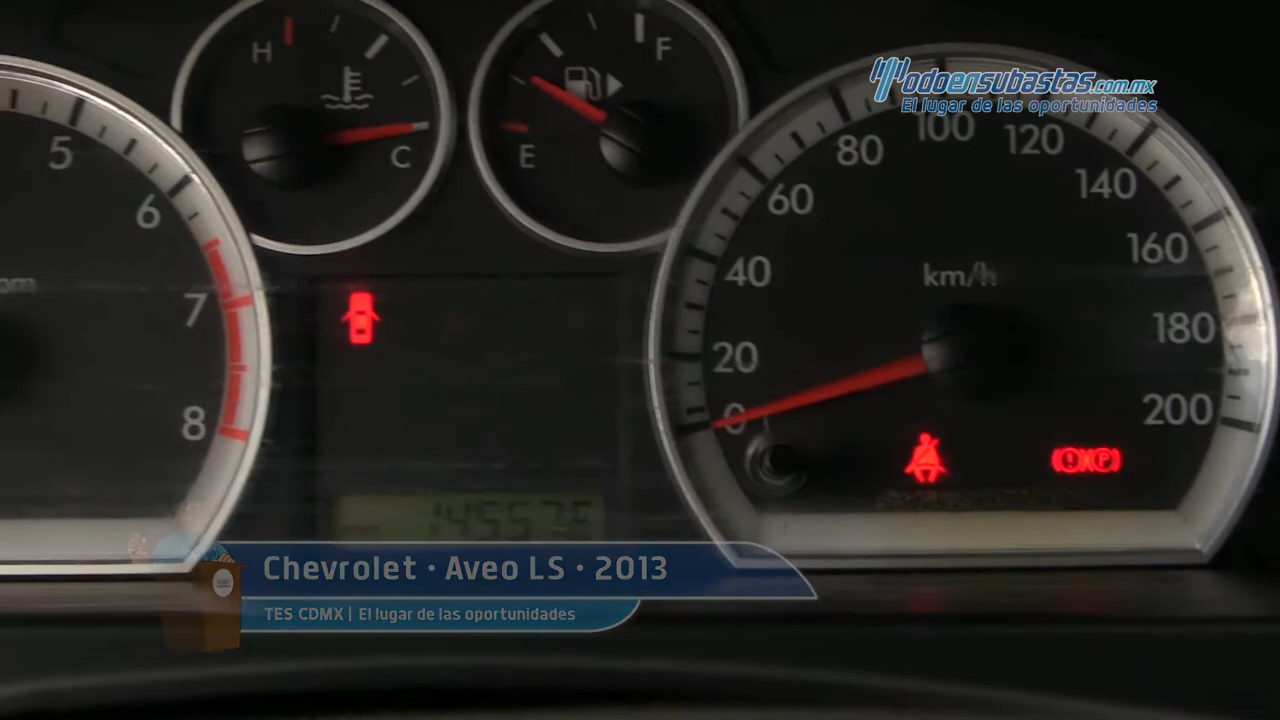 H
F
C
E
5
6
7
8
20
40
60
80
100
120
140
160
180
200
0
km/h
Todoensubastas.com.mx
El lugar de las oportunidades
Chevrolet • Aveo LS • 2013
TES CDMX | El lugar de las oportunidades